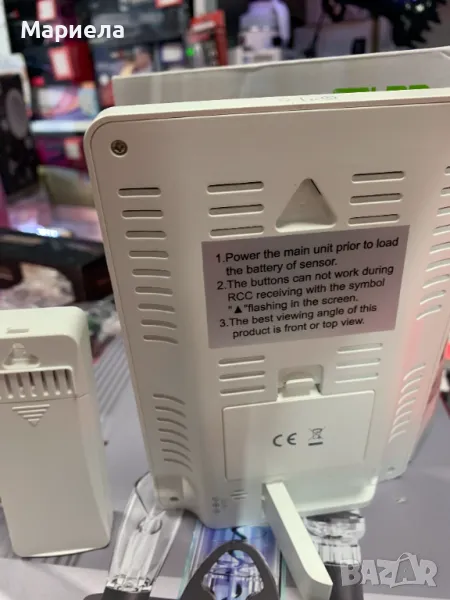 Мариела
1.Power the main unit prior to load
the battery of sensor.
2.The buttons can not work during
RCC receiving with the symbol
"▲"flashing in the screen.
3.The best viewing angle of this
product is front or top view.
CE
bazar.bg